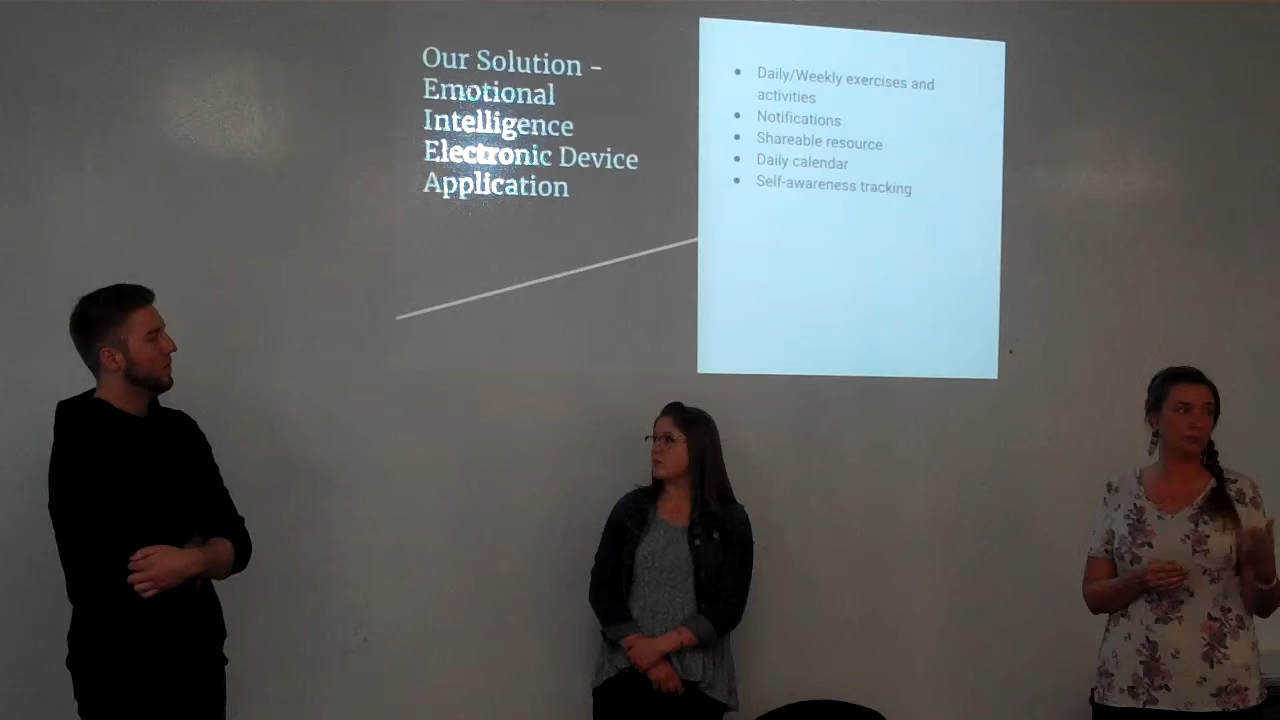 Our Solution -
Emotional
Intelligence
Electronic Device
Application
• Daily/Weekly exercises and
activities
• Notifications
• Shareable resource
• Daily calendar
• Self-awareness tracking